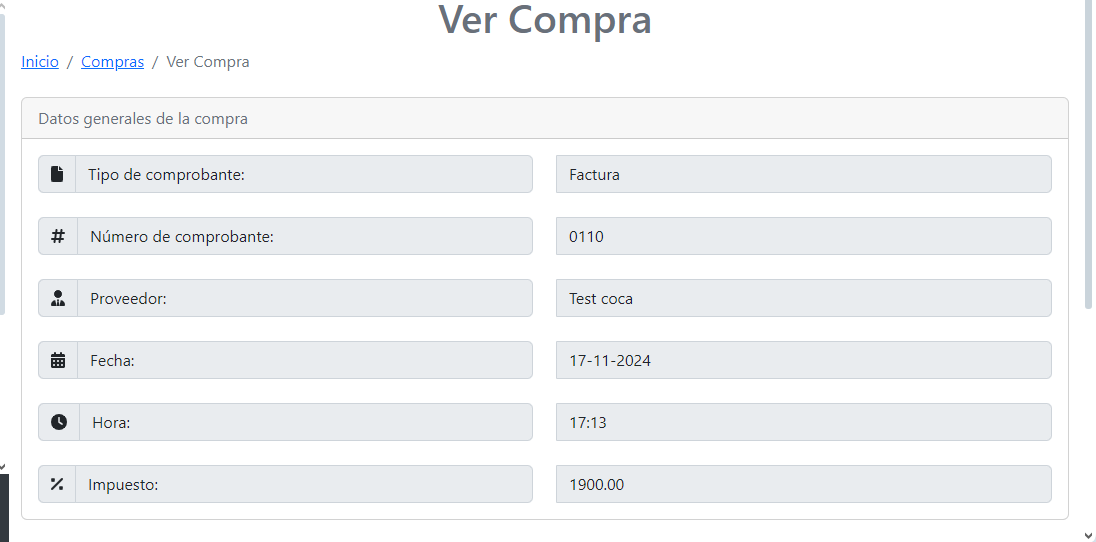 Ver Compra
Inicio / Compras / Ver Compra
Datos generales de la compra
Tipo de comprobante: Factura
Número de comprobante: 0110
Proveedor: Test coca
Fecha: 17-11-2024
Hora: 17:13
Impuesto: 1900.00